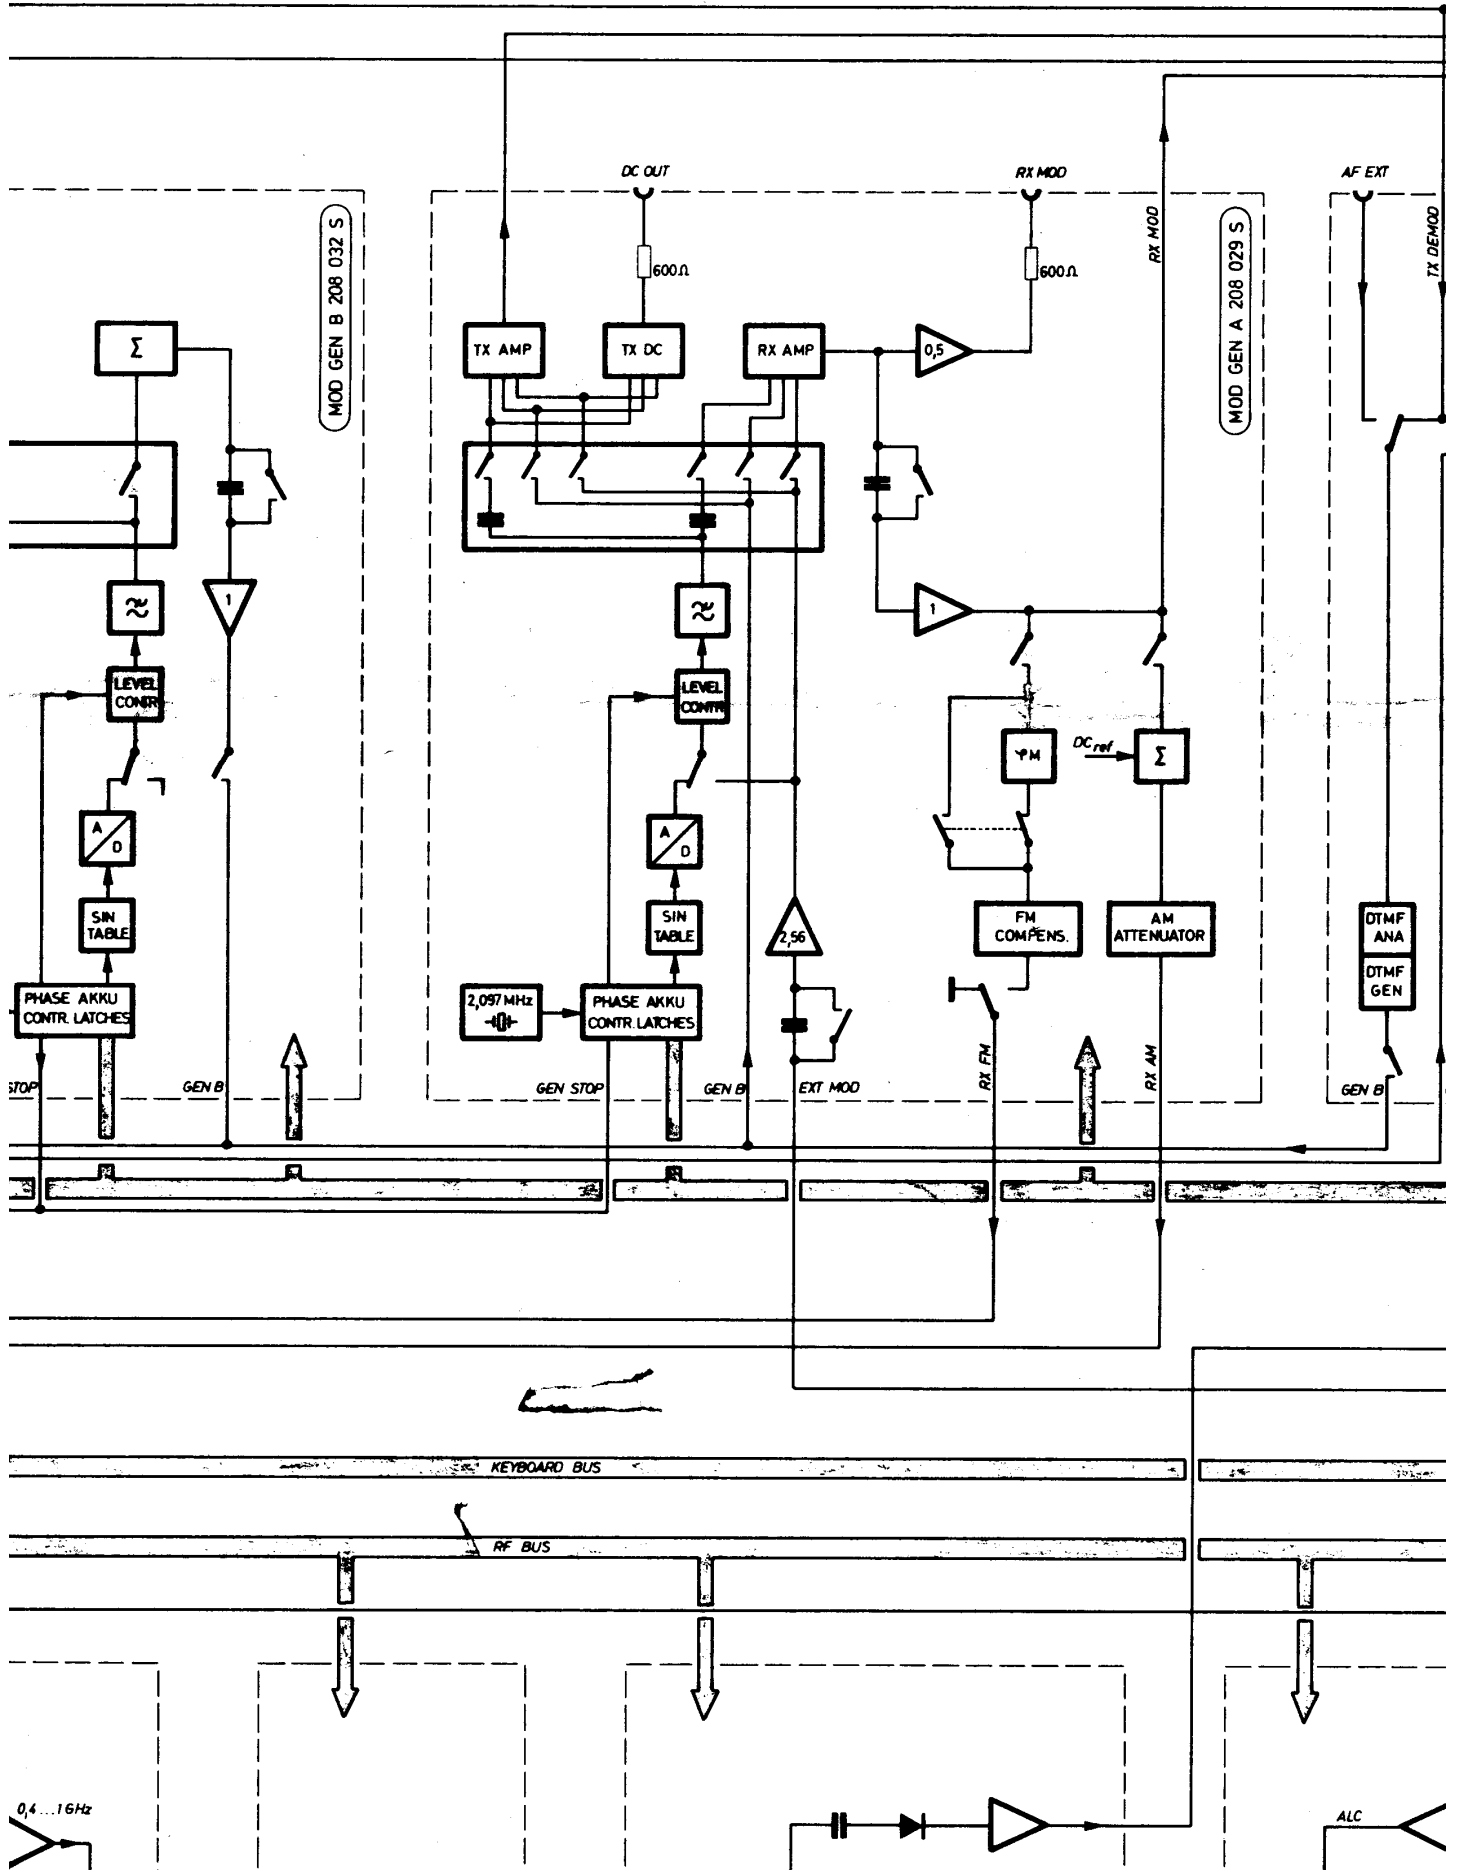 DC OUT
RX MOD
AF EXT
MOD GEN B 208 032 S
600Ω
600Ω
RX MOD
MOD GEN A 208 029 S
TX DEMOD
Σ
TX AMP
TX DC
RX AMP
0,5
1
1
LEVEL
CONTR
LEVEL
CONTR
φM
DCref
Σ
A
D
A
D
SIN
TABLE
SIN
TABLE
2,56
FM
COMPENS.
AM
ATTENUATOR
DTMF
ANA
DTMF
GEN
PHASE AKKU
CONTR. LATCHES
2,097 MHz
PHASE AKKU
CONTR. LATCHES
STOP
GEN B
GEN STOP
GEN B
EXT MOD
RX FM
RX AM
GEN B
KEYBOARD BUS
RF BUS
0,4...1GHz
ALC